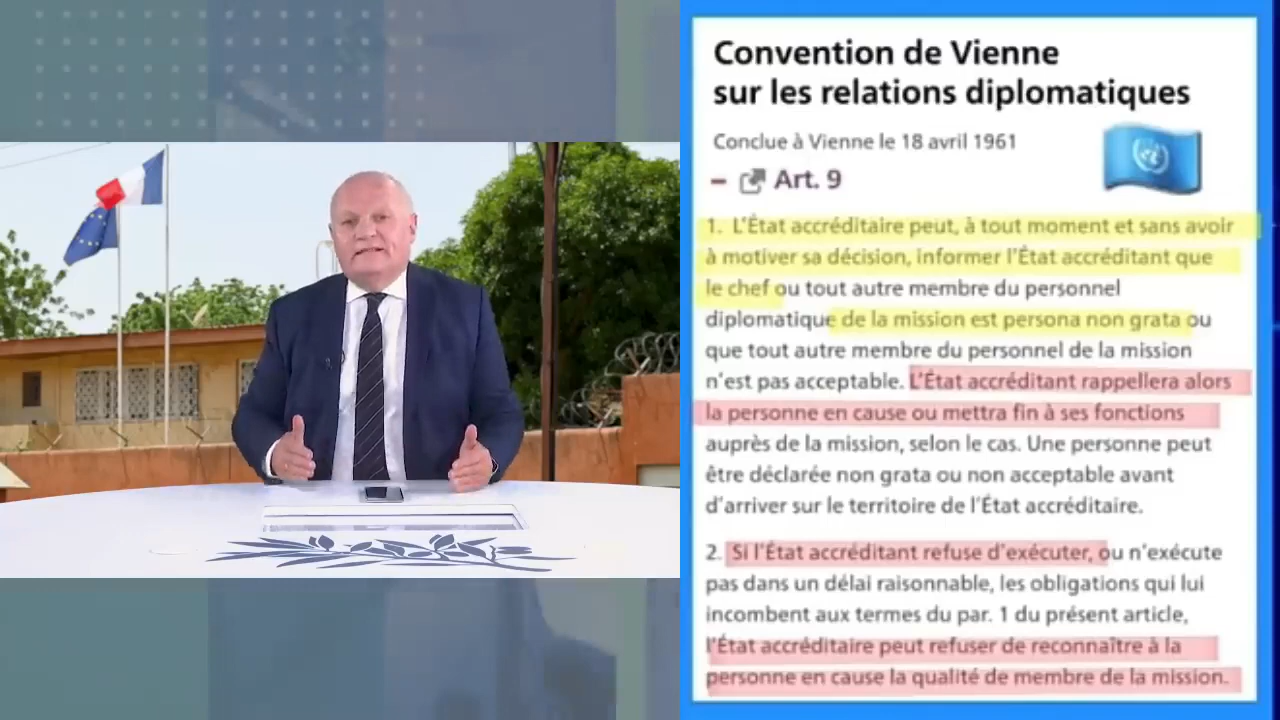 Convention de Vienne
sur les relations diplomatiques
Conclue à Vienne le 18 avril 1961
– Art. 9
1. L'État accréditaire peut, à tout moment et sans avoir
à motiver sa décision, informer l'État accréditant que
le chef ou tout autre membre du personnel
diplomatique de la mission est persona non grata ou
que tout autre membre du personnel de la mission
n'est pas acceptable. L'État accréditant rappellera alors
la personne en cause ou mettra fin à ses fonctions
auprès de la mission, selon le cas. Une personne peut
être déclarée non grata ou non acceptable avant
d'arriver sur le territoire de l'État accréditaire.
2. Si l'État accréditant refuse d'exécuter, ou n'exécute
pas dans un délai raisonnable, les obligations qui lui
incombent aux termes du par. 1 du présent article,
l'État accréditaire peut refuser de reconnaître à la
personne en cause la qualité de membre de la mission.